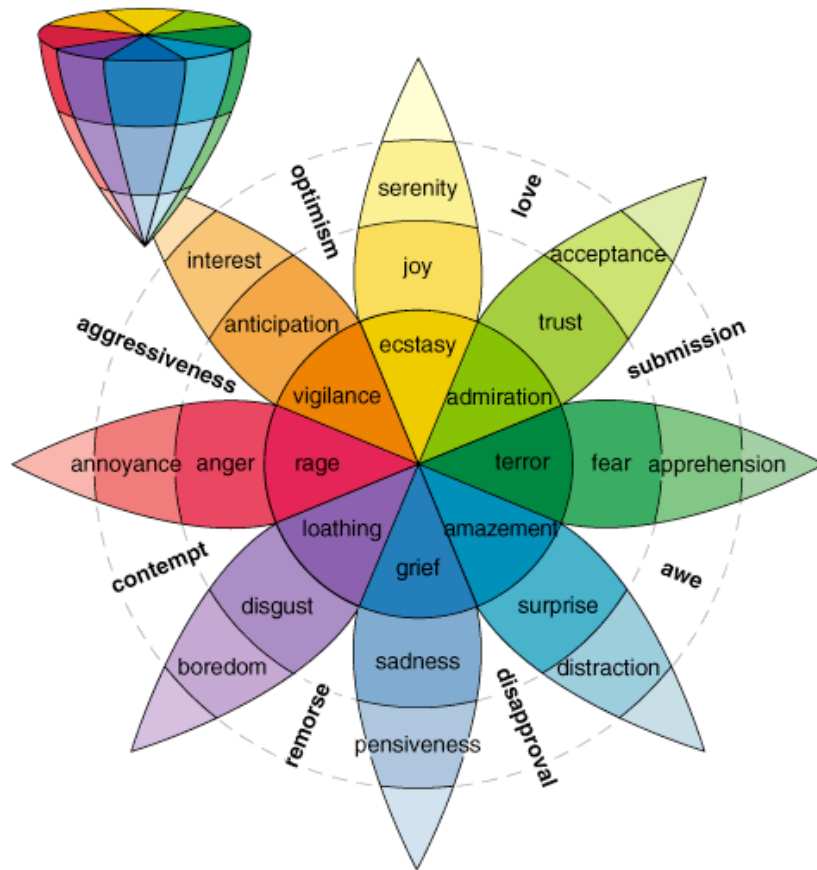 optimism
serenity
love
interest
joy
acceptance
anticipation
trust
aggressiveness
ecstasy
submission
vigilance
admiration
annoyance
anger
rage
terror
fear
apprehension
loathing
amazement
contempt
grief
awe
disgust
surprise
boredom
sadness
distraction
remorse
disapproval
pensiveness